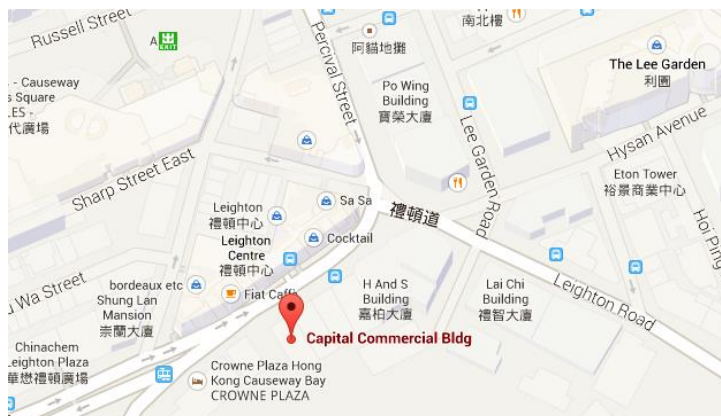 Russell Street
A
EXIT
- Causeway
s Square
LES -
代廣場
Percival Street
阿貓地攤
南北樓
The Lee Garden
利園
Po Wing
Building
寶榮大廈
Lee Garden Road
Hysan Avenue
Eton Tower
裕景商業中心
Hoi Ping
Sharp Street East
Leighton
禮頓中心
Sa Sa
禮頓道
Leighton
Centre
禮頓中心
Cocktail
Wa Street
bordeaux etc
Shung Lan
Mansion
崇蘭大廈
Fiat Caffè
H And S
Building
嘉柏大廈
Lai Chi
Building
禮智大廈
Leighton Road
Capital Commercial Bldg
Chinachem
Leighton Plaza
華懋禮頓廣場
Crowne Plaza Hong
Kong Causeway Bay
CROWNE PLAZA